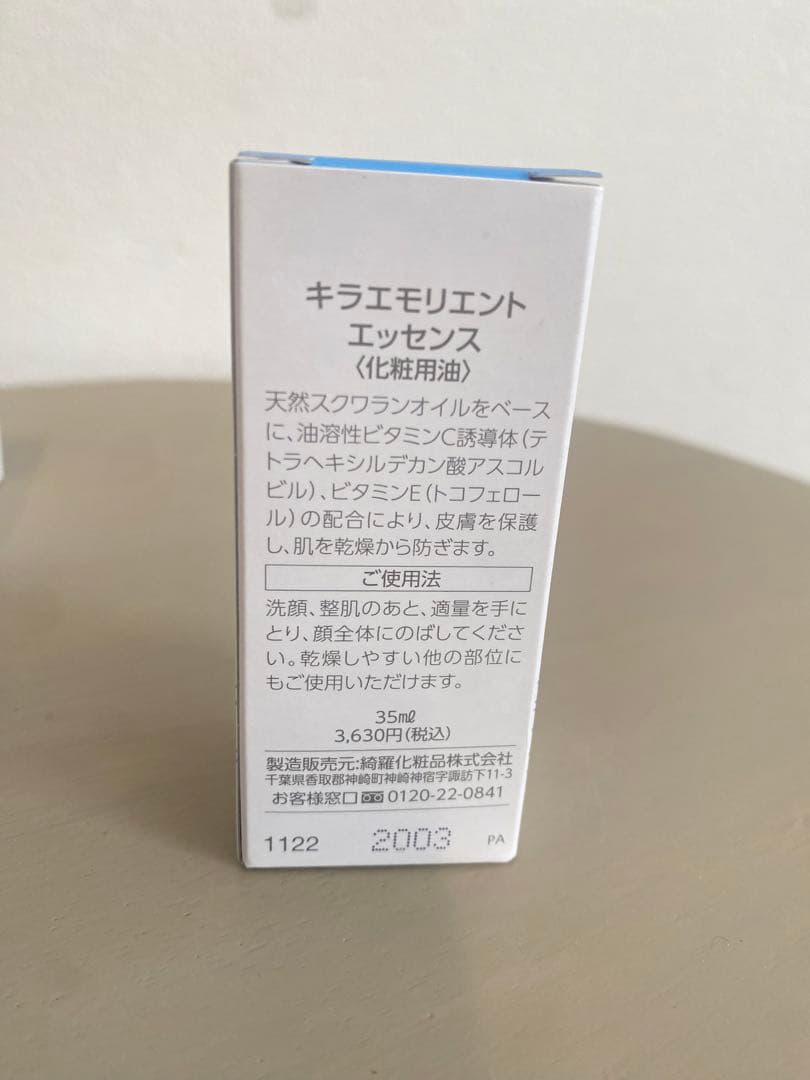 キラエモリエント
エッセンス
〈化粧用油〉
天然スクワランオイルをベース
に、油溶性ビタミンC誘導体(テ
トラヘキシルデカン酸アスコル
ビル)、ビタミンE(トコフェロー
ル)の配合により、皮膚を保護
し、肌を乾燥から防ぎます。
ご使用法
洗顔、整肌のあと、適量を手に
とり、顔全体にのばしてくださ
い。乾燥しやすい他の部位に
もご使用いただけます。
35㎖
3,630円(税込)
製造販売元:綺羅化粧品株式会社
千葉県香取郡神崎町神崎神宿字諏訪下11-3
お客様窓口 0120-22-0841
1122 2003 PA